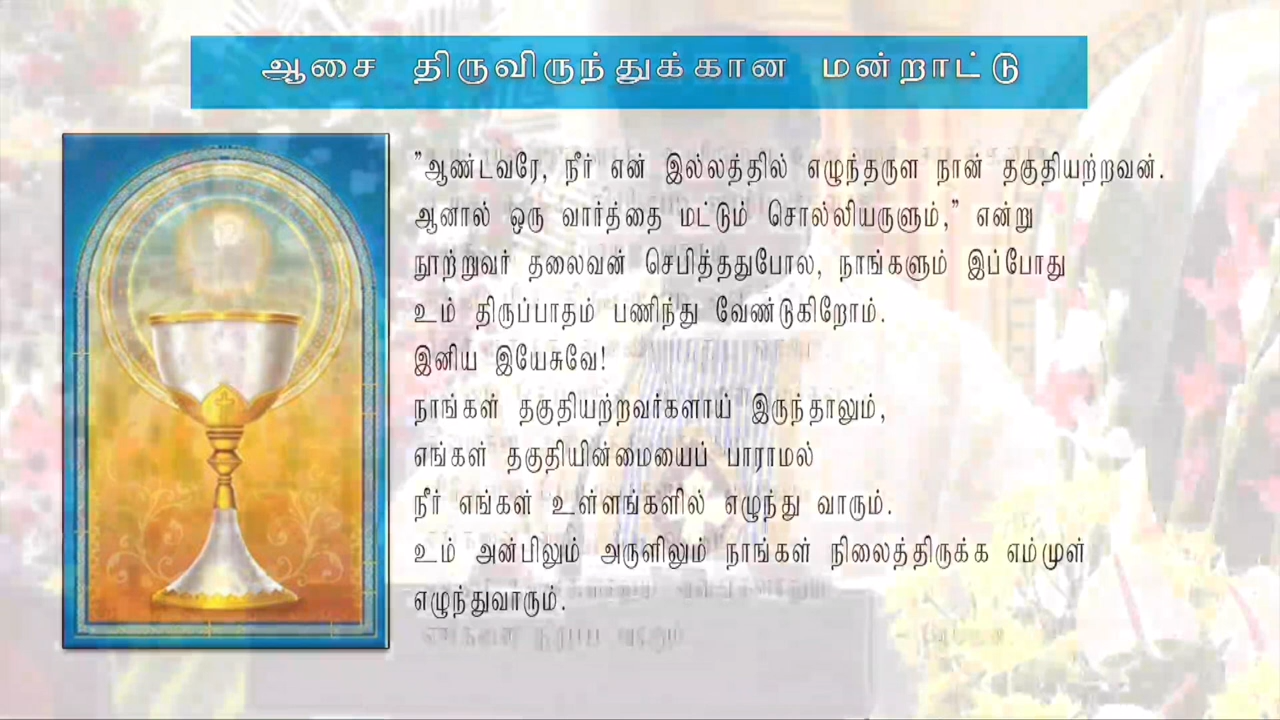 ஆசை திருவிருந்துக்கான மன்றாட்டு
"ஆண்டவரே, நீர் என் இல்லத்தில் எழுந்தருள நான் தகுதியற்றவன்.
ஆனால் ஒரு வார்த்தை மட்டும் சொல்லியருளும்," என்று
நூற்றுவர் தலைவன் செபித்ததுபோல, நாங்களும் இப்போது
உம் திருப்பாதம் பணிந்து வேண்டுகிறோம்.
இனிய இயேசுவே!
நாங்கள் தகுதியற்றவர்களாய் இருந்தாலும்,
எங்கள் தகுதியின்மையைப் பாராமல்
நீர் எங்கள் உள்ளங்களில் எழுந்து வாரும்.
உம் அன்பிலும் அருளிலும் நாங்கள் நிலைத்திருக்க எம்முள்
எழுந்துவாரும்.